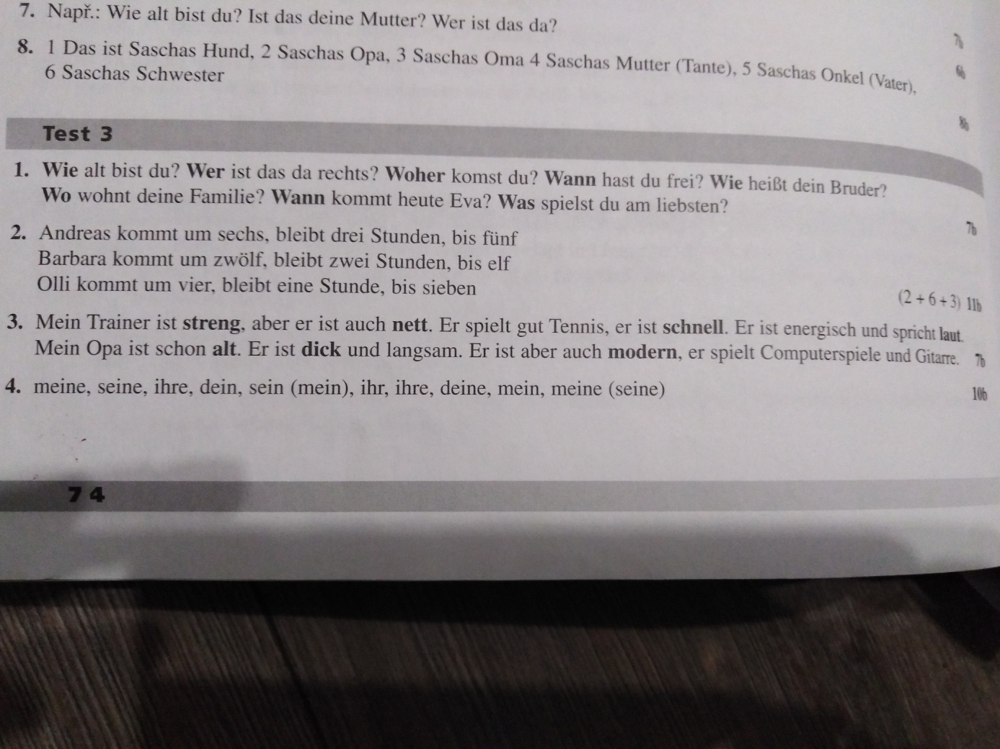 7. Např.: Wie alt bist du? Ist das deine Mutter? Wer ist das da?
7b
8. 1 Das ist Saschas Hund, 2 Saschas Opa, 3 Saschas Oma 4 Saschas Mutter (Tante), 5 Saschas Onkel (Vater),
6b
6 Saschas Schwester
8b
Test 3
1. Wie alt bist du? Wer ist das da rechts? Woher komst du? Wann hast du frei? Wie heißt dein Bruder?
Wo wohnt deine Familie? Wann kommt heute Eva? Was spielst du am liebsten?
7b
2. Andreas kommt um sechs, bleibt drei Stunden, bis fünf
Barbara kommt um zwölf, bleibt zwei Stunden, bis elf
Olli kommt um vier, bleibt eine Stunde, bis sieben
(2 + 6 + 3) 11b
3. Mein Trainer ist streng, aber er ist auch nett. Er spielt gut Tennis, er ist schnell. Er ist energisch und spricht laut.
Mein Opa ist schon alt. Er ist dick und langsam. Er ist aber auch modern, er spielt Computerspiele und Gitarre. 7b
4. meine, seine, ihre, dein, sein (mein), ihr, ihre, deine, mein, meine (seine) 10b
74